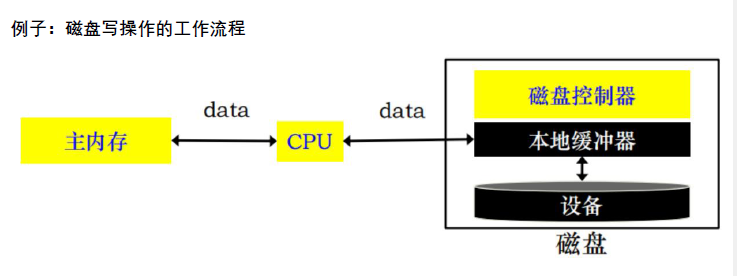 例子：磁盘写操作的工作流程
data
data
磁盘控制器
主内存
CPU
本地缓冲器
设备
磁盘